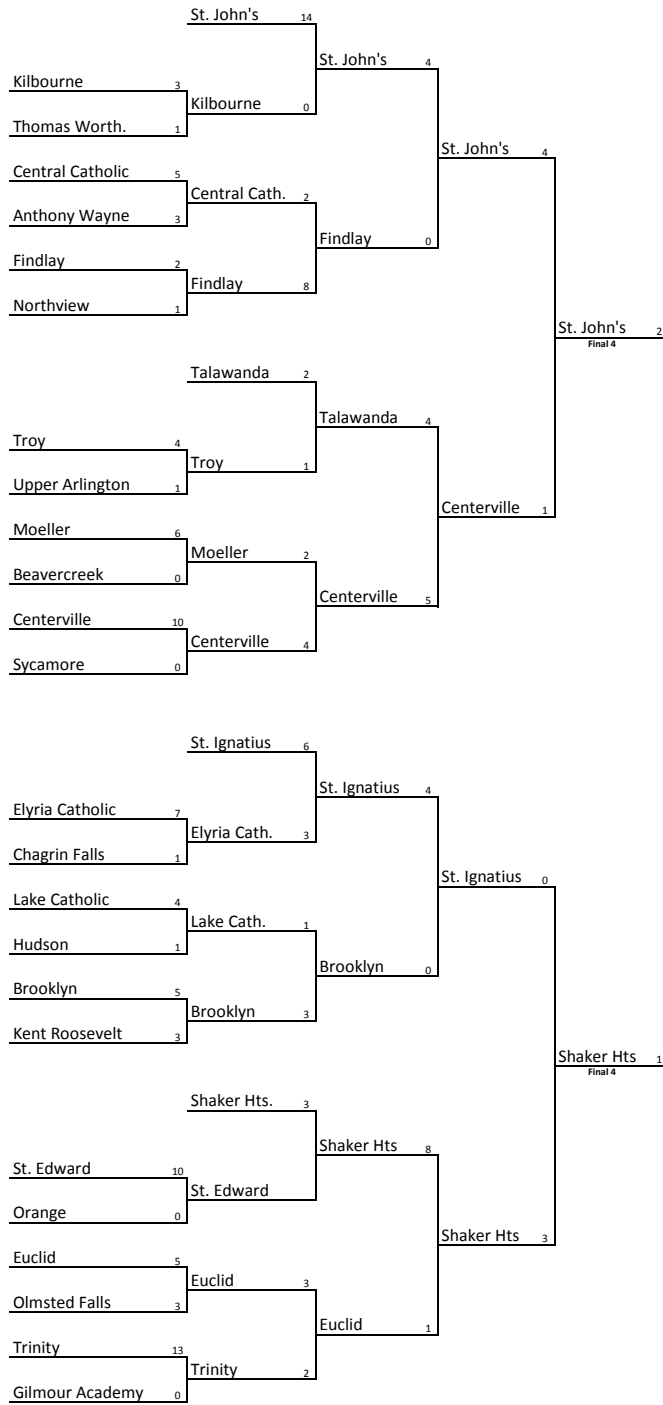 St. John's 14
St. John's 4
Kilbourne 3
Kilbourne 0
Thomas Worth. 1
St. John's 4
Central Catholic 5
Central Cath. 2
Anthony Wayne 3
Findlay 0
Findlay 2
Findlay 8
Northview 1
St. John's 2
Final 4
Talawanda 2
Talawanda 4
Troy 4
Troy 1
Upper Arlington 1
Centerville 1
Moeller 6
Moeller 2
Beavercreek 0
Centerville 5
Centerville 10
Centerville 4
Sycamore 0
St. Ignatius 6
St. Ignatius 4
Elyria Catholic 7
Elyria Cath. 3
Chagrin Falls 1
St. Ignatius 0
Lake Catholic 4
Lake Cath. 1
Hudson 1
Brooklyn 0
Brooklyn 5
Brooklyn 3
Kent Roosevelt 3
Shaker Hts 1
Final 4
Shaker Hts. 3
Shaker Hts 8
St. Edward 10
St. Edward
Orange 0
Shaker Hts 3
Euclid 5
Euclid 3
Olmsted Falls 3
Euclid 1
Trinity 13
Trinity 2
Gilmour Academy 0